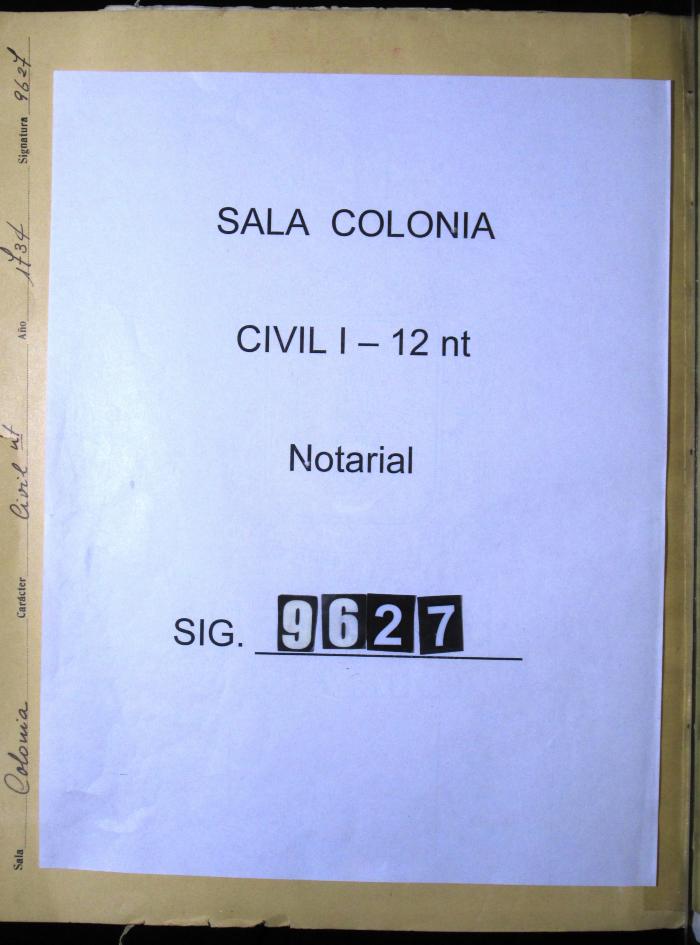 SALA COLONIA
CIVIL I – 12 nt
Notarial
SIG. 9627
Sala Colonia Carácter Civil nt Año 1734 Signatura 9627